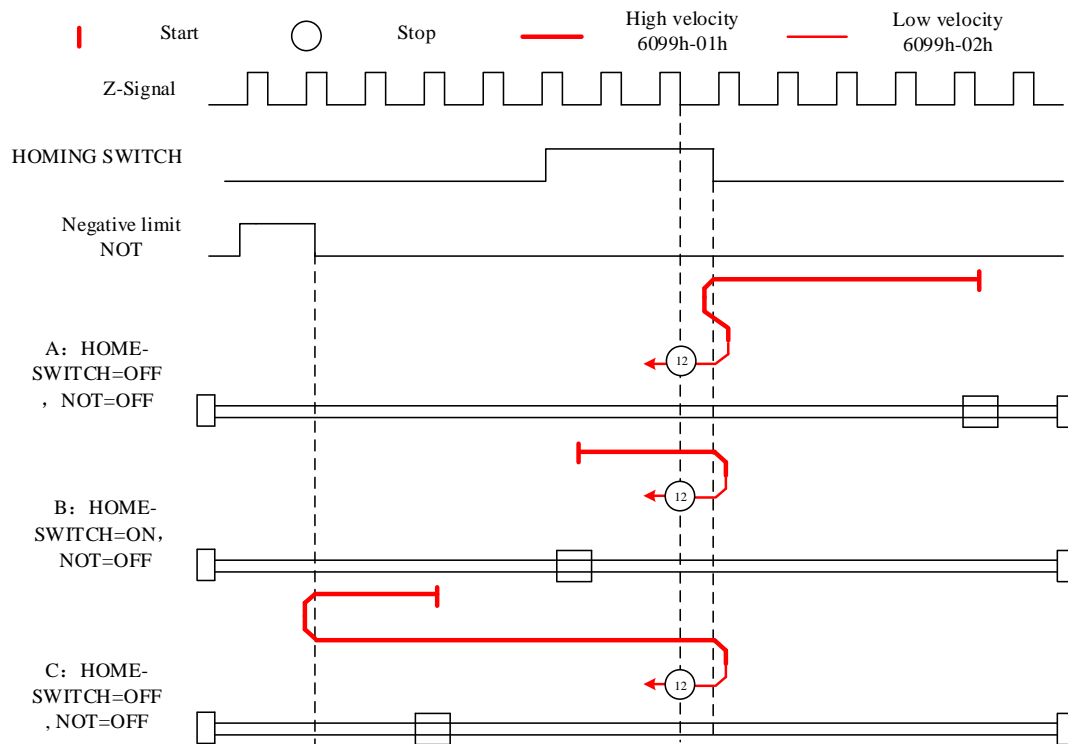 Start
Stop
High velocity
6099h-01h
Low velocity
6099h-02h
Z-Signal
HOMING SWITCH
Negative limit
NOT
A：HOME-
SWITCH=OFF
，NOT=OFF
12
B：HOME-
SWITCH=ON，
NOT=OFF
12
C：HOME-
SWITCH=OFF
, NOT=OFF
12